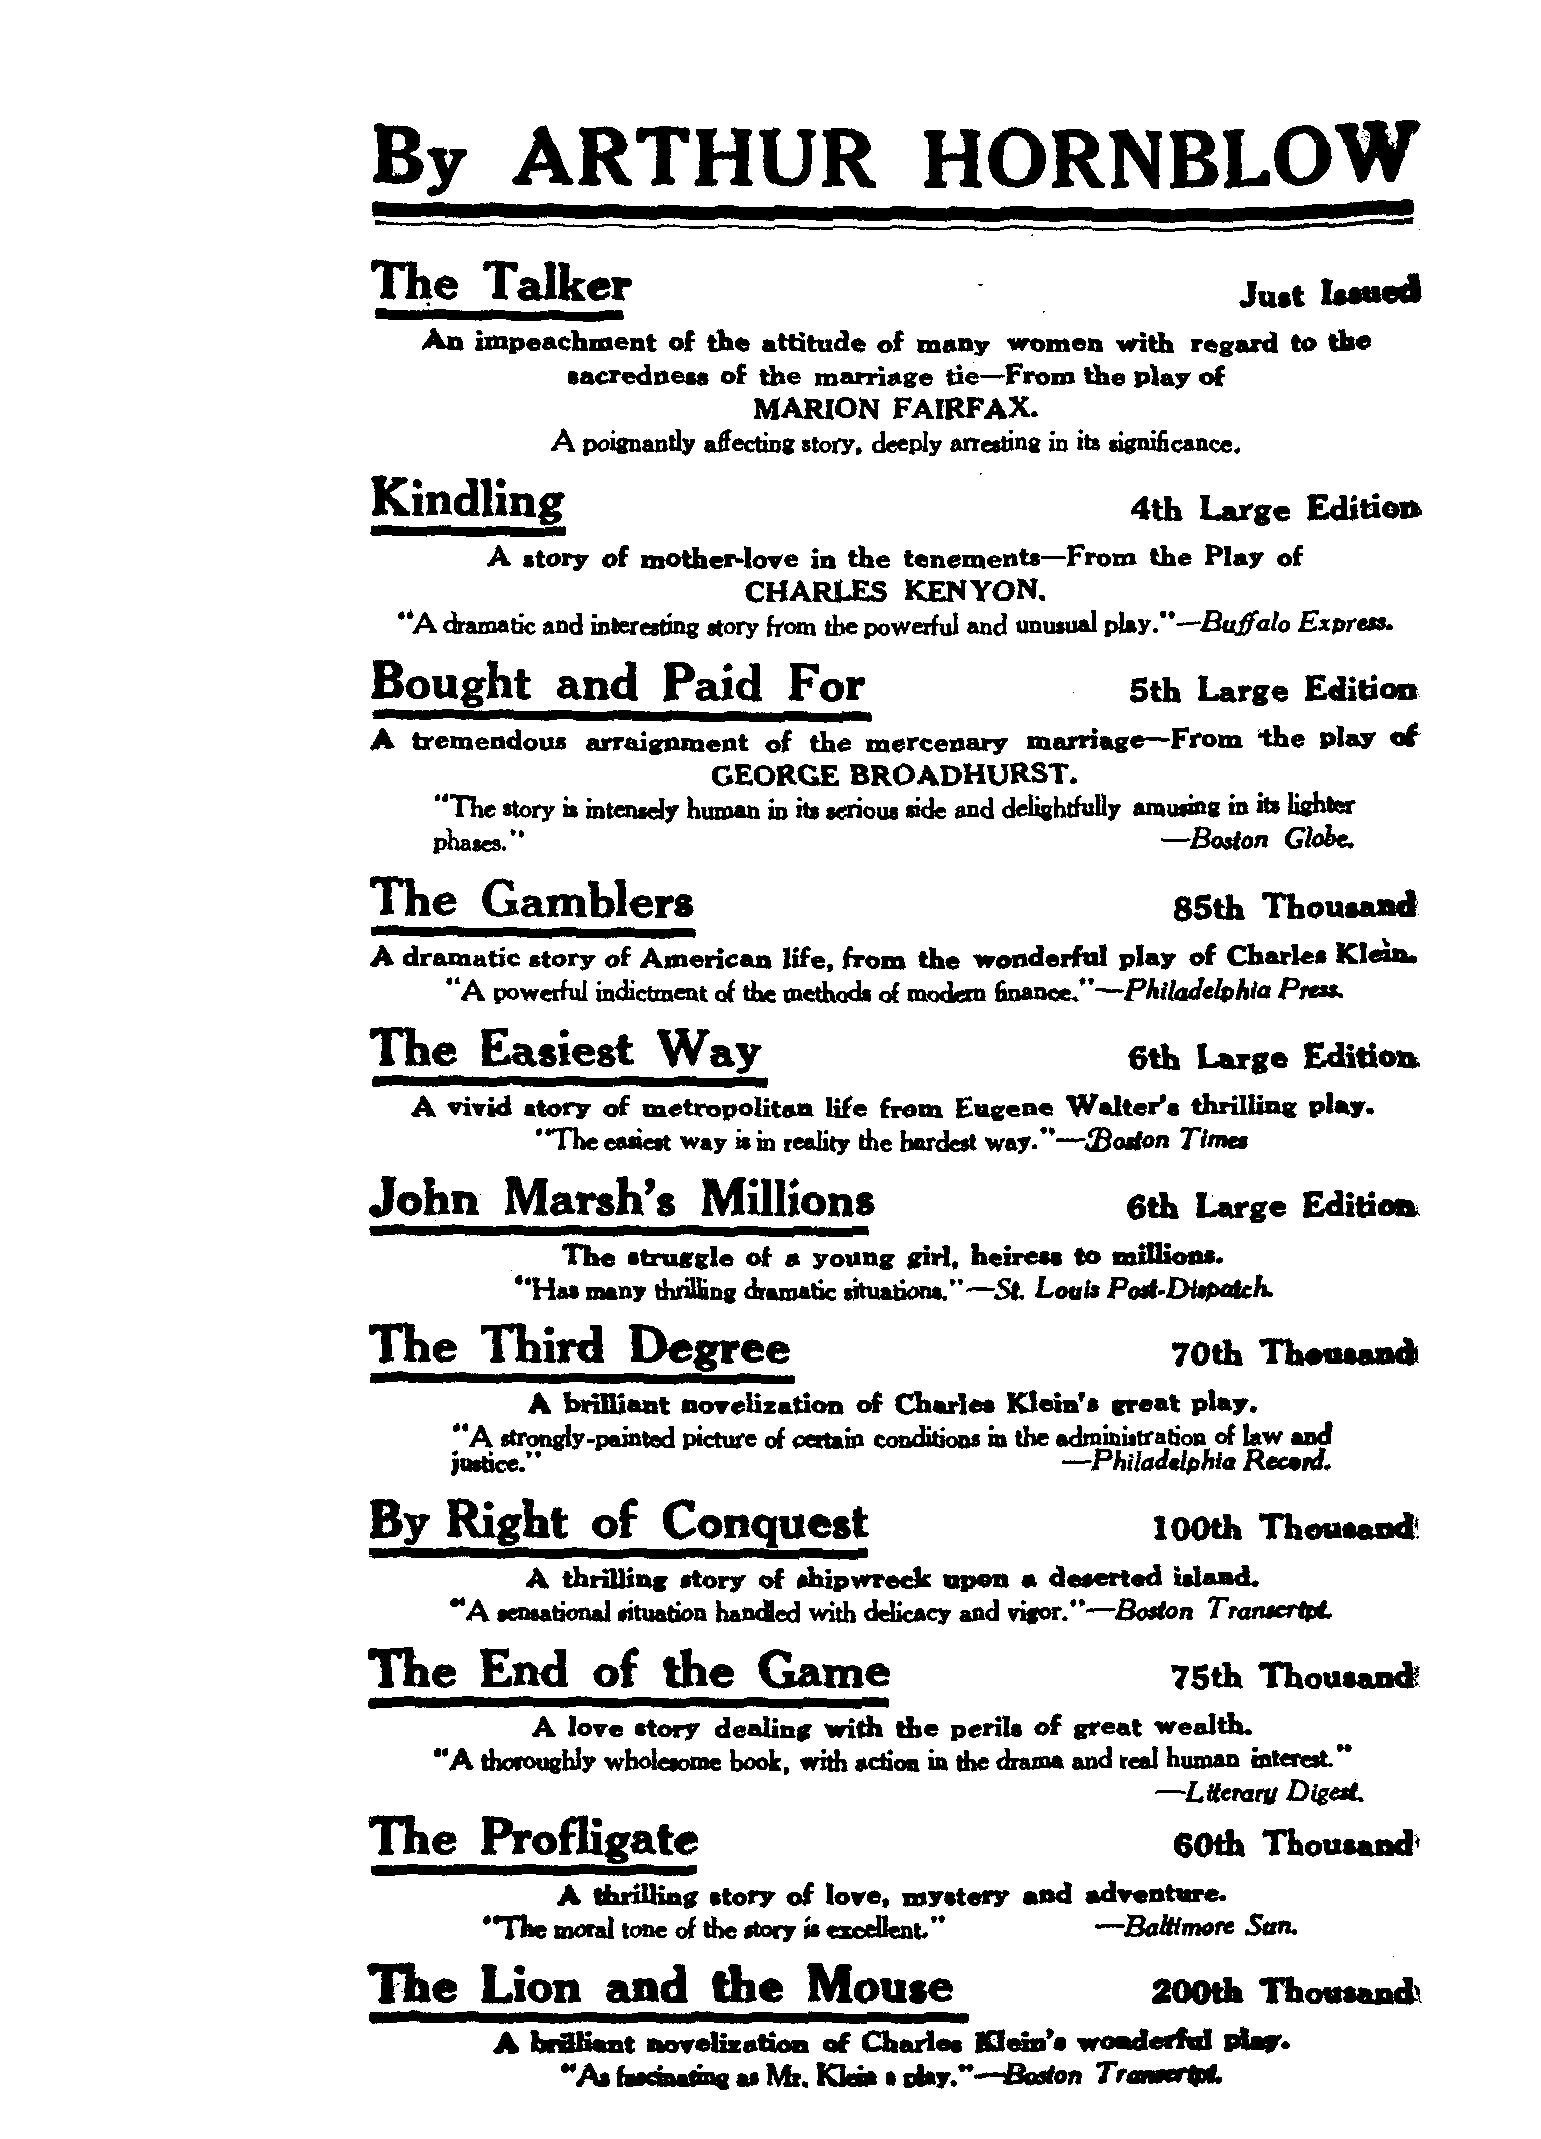 By ARTHUR HORNBLOW
The Talker Just Issued
An impeachment of the attitude of many women with regard to the
sacredness of the marriage tie—From the play of
MARION FAIRFAX.
A poignantly affecting story, deeply arresting in its significance.
Kindling 4th Large Edition
A story of mother-love in the tenements—From the Play of
CHARLES KENYON.
"A dramatic and interesting story from the powerful and unusual play."—Buffalo Express.
Bought and Paid For 5th Large Edition
A tremendous arraignment of the mercenary marriage—From the play of
GEORGE BROADHURST.
"The story is intensely human in its serious side and delightfully amusing in its lighter
phases." —Boston Globe.
The Gamblers 85th Thousand
A dramatic story of American life, from the wonderful play of Charles Klein.
"A powerful indictment of the methods of modern finance."—Philadelphia Press.
The Easiest Way 6th Large Edition
A vivid story of metropolitan life from Eugene Walter's thrilling play.
"The easiest way is in reality the hardest way."—Boston Times
John Marsh's Millions 6th Large Edition
The struggle of a young girl, heiress to millions.
"Has many thrilling dramatic situations."—St. Louis Post-Dispatch.
The Third Degree 70th Thousand
A brilliant novelization of Charles Klein's great play.
"A strongly-painted picture of certain conditions in the administration of law and
justice." —Philadelphia Record.
By Right of Conquest 100th Thousand
A thrilling story of shipwreck upon a deserted island.
"A sensational situation handled with delicacy and vigor."—Boston Transcript.
The End of the Game 75th Thousand
A love story dealing with the perils of great wealth.
"A thoroughly wholesome book, with action in the drama and real human interest."
—Literary Digest.
The Profligate 60th Thousand
A thrilling story of love, mystery and adventure.
"The moral tone of the story is excellent." —Baltimore Sun.
The Lion and the Mouse 200th Thousand
A brilliant novelization of Charles Klein's wonderful play.
"As fascinating as Mr. Klein s play."—Boston Transcript.